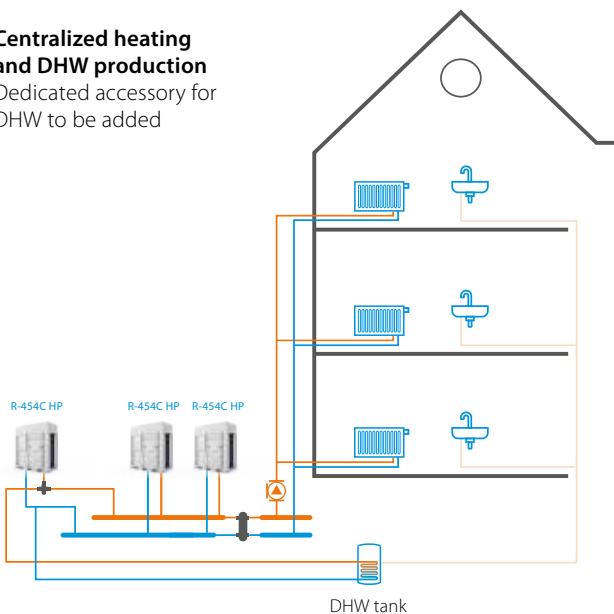 Centralized heating
and DHW production
Dedicated accessory for
DHW to be added
R-454C HP
R-454C HP
R-454C HP
DHW tank